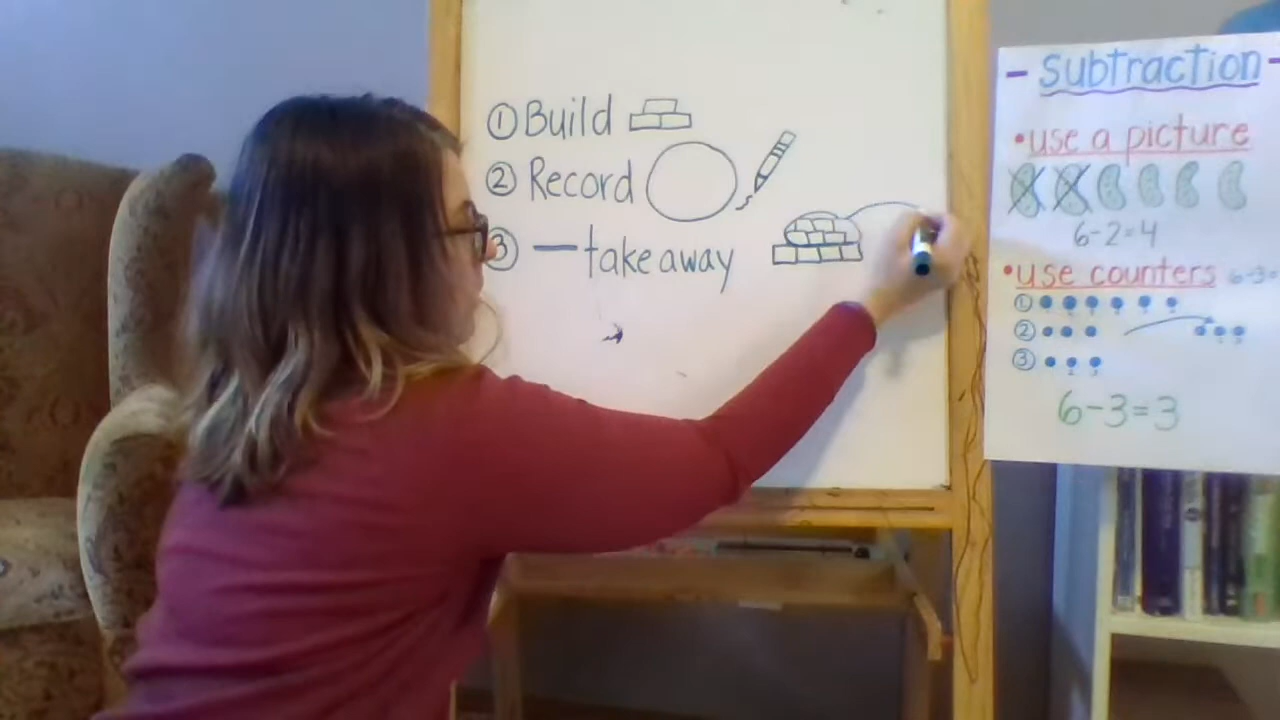 ① Build
② Record
③ — take away
- Subtraction -
• use a picture
6-2=4
• use counters 6-3=
①
②
③
6-3=3